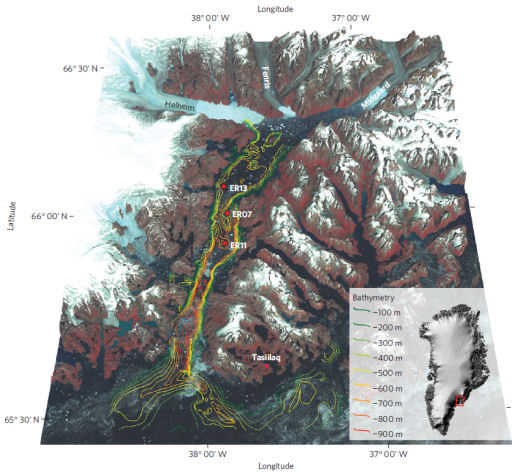 Longitude
38° 00' W
37° 00' W
66° 30' N
Fenris
Midgård
Helheim
ER13
66° 00' N
ER07
Latitude
ER11
Bathymetry
−100 m
−200 m
−300 m
−400 m
Tasiilaq
−500 m
−600 m
−700 m
−800 m
65° 30' N
−900 m
38° 00' W
37° 00' W
Longitude